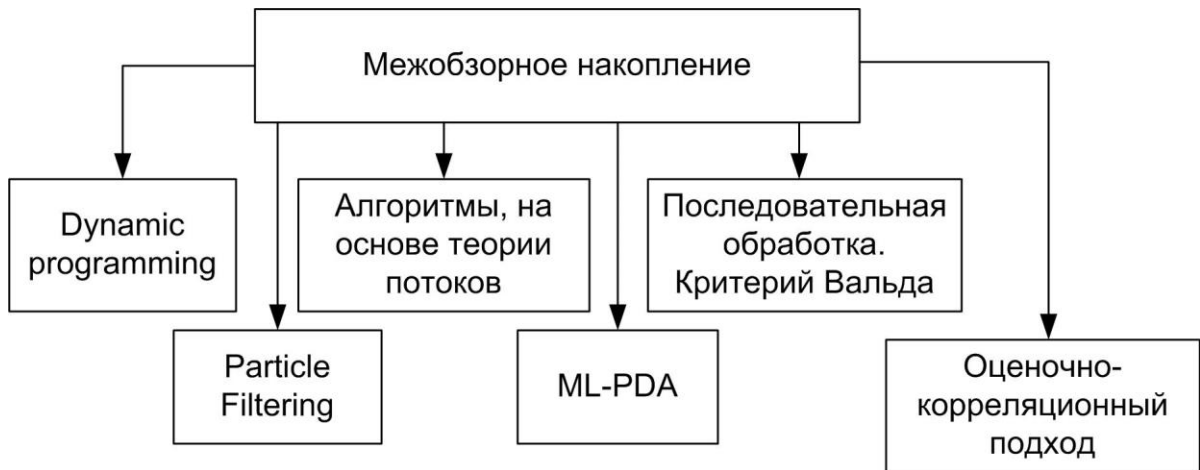 Межобзорное накопление
Dynamic
programming
Алгоритмы, на
основе теории
потоков
Последовательная
обработка.
Критерий Вальда
Particle
Filtering
ML-PDA
Оценочно-
корреляционный
подход